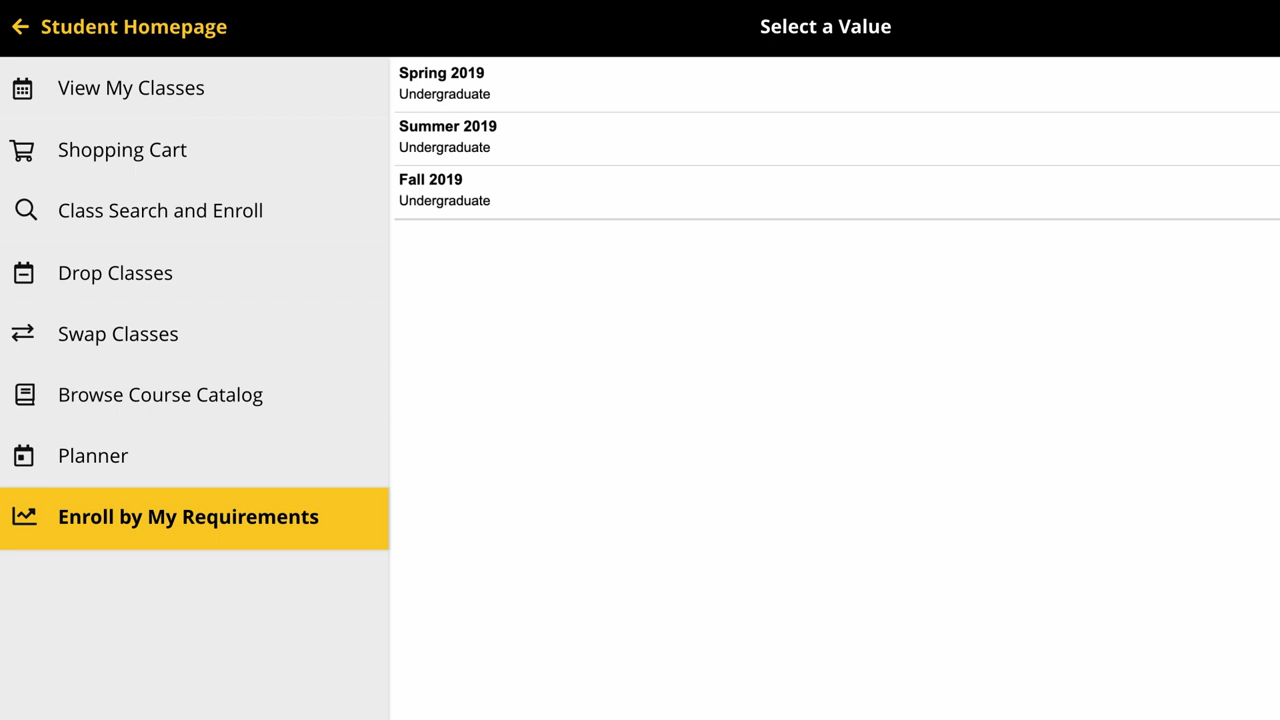 Student Homepage
Select a Value
View My Classes
Shopping Cart
Class Search and Enroll
Drop Classes
Swap Classes
Browse Course Catalog
Planner
Enroll by My Requirements
Spring 2019
Undergraduate
Summer 2019
Undergraduate
Fall 2019
Undergraduate